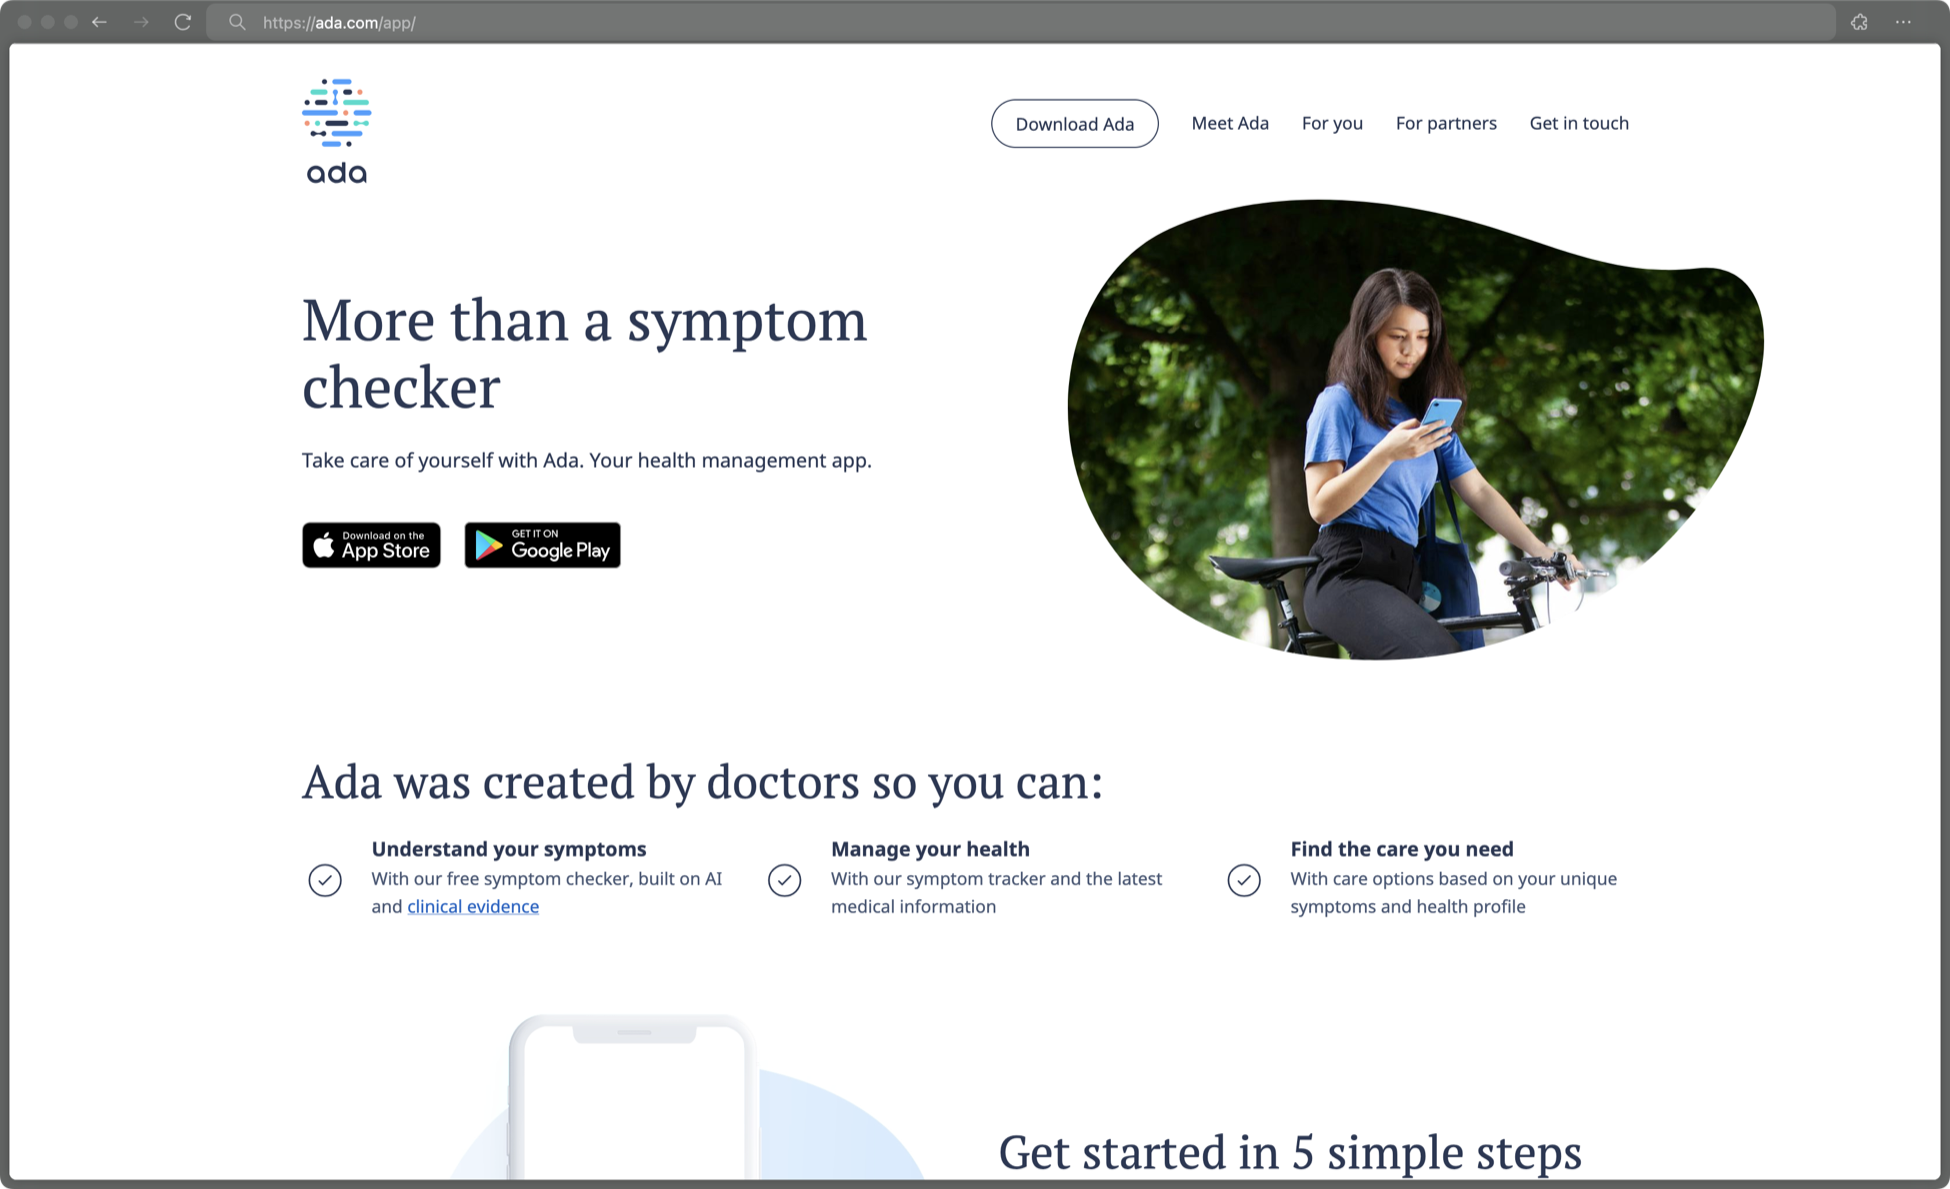 https://ada.com/app/
ada
Download Ada
Meet Ada
For you
For partners
Get in touch
More than a symptom
checker
Take care of yourself with Ada. Your health management app.
Download on the
App Store
GET IT ON
Google Play
Ada was created by doctors so you can:
Understand your symptoms
With our free symptom checker, built on AI
and clinical evidence
Manage your health
With our symptom tracker and the latest
medical information
Find the care you need
With care options based on your unique
symptoms and health profile
Get started in 5 simple steps